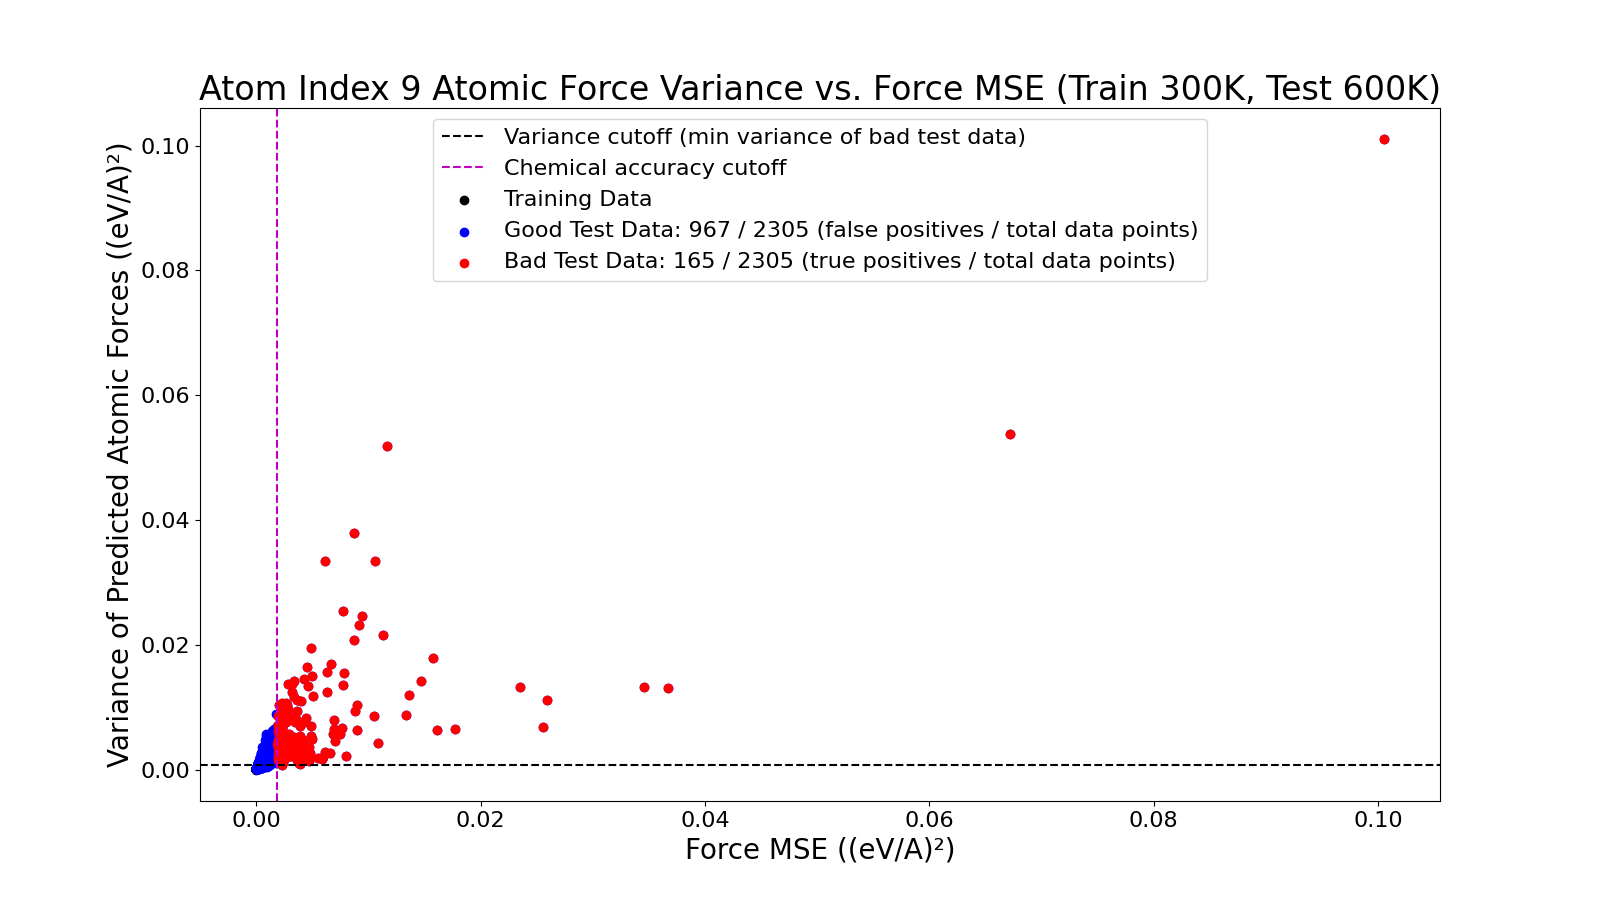 Atom Index 9 Atomic Force Variance vs. Force MSE (Train 300K, Test 600K)
Variance cutoff (min variance of bad test data)
Chemical accuracy cutoff
Training Data
Good Test Data: 967 / 2305 (false positives / total data points)
Bad Test Data: 165 / 2305 (true positives / total data points)
Variance of Predicted Atomic Forces ((eV/A)²)
0.10
0.08
0.06
0.04
0.02
0.00
0.00
0.02
0.04
0.06
0.08
0.10
Force MSE ((eV/A)²)